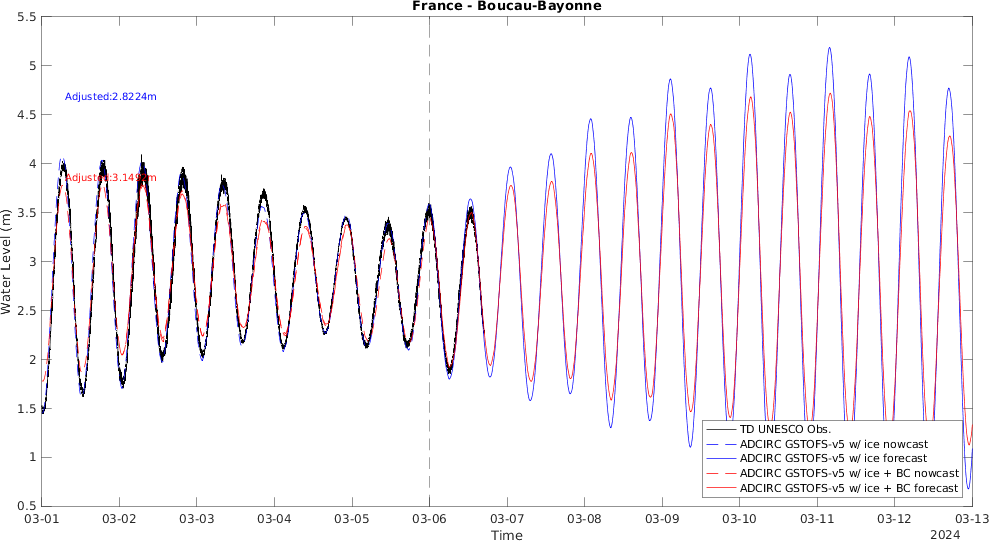 France - Boucau-Bayonne
5.5
5
4.5
4
3.5
3
2.5
2
1.5
1
0.5
Water Level (m)
Adjusted:2.8224m
TD UNESCO Obs.
ADCIRC GSTOFS-v5 w/ ice nowcast
ADCIRC GSTOFS-v5 w/ ice forecast
ADCIRC GSTOFS-v5 w/ ice + BC nowcast
ADCIRC GSTOFS-v5 w/ ice + BC forecast
03-01 03-02 03-03 03-04 03-05 03-06 03-07 03-08 03-09 03-10 03-11 03-12 03-13
Time
2024